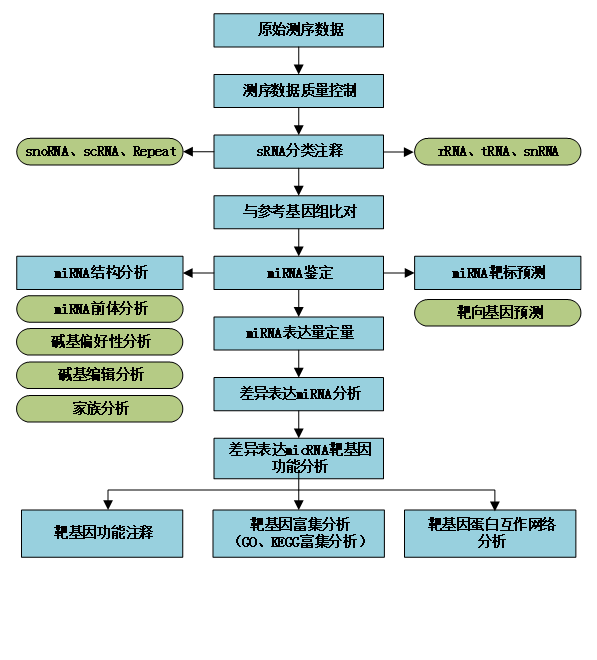 原始测序数据
测序数据质量控制
snoRNA、scRNA、Repeat
sRNA分类注释
rRNA、tRNA、snRNA
与参考基因组比对
miRNA结构分析
miRNA鉴定
miRNA靶标预测
miRNA前体分析
靶向基因预测
miRNA表达量定量
碱基偏好性分析
碱基编辑分析
差异表达miRNA分析
家族分析
差异表达micRNA靶基因
功能分析
靶基因功能注释
靶基因富集分析
（GO、KEGG富集分析）
靶基因蛋白互作网络
分析